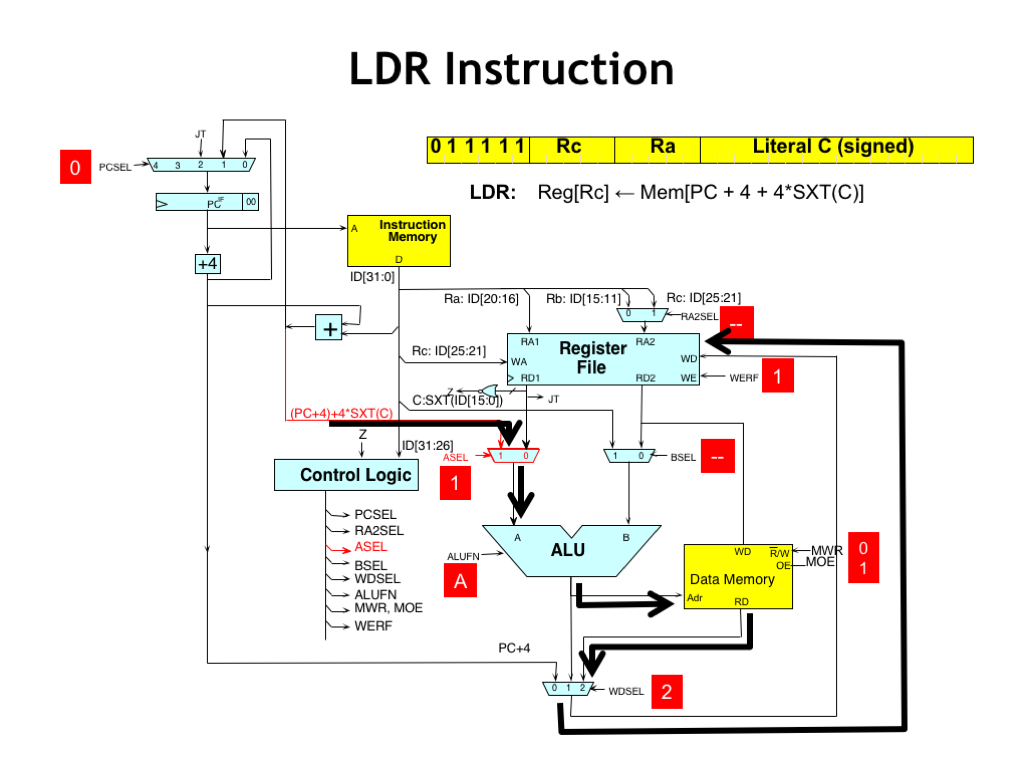 LDR Instruction
0 1 1 1 1 1 1 Rc Ra Literal C (signed)
LDR: Reg[Rc] ← Mem[PC + 4 + 4*SXT(C)]
JT
0
PCSEL
4 3 2 1 0
PC IF 00
+4
A Instruction
Memory
D
ID[31:0]
Ra: ID[20:16] Rb: ID[15:11] Rc: ID[25:21]
0 1 RA2SEL --
+
RA1 RA2
Register
File
Rc: ID[25:21] WA WD
RD1 RD2 WE WERF 1
Z JT
C:SXT(ID[15:0])
(PC+4)+4*SXT(C)
Z ID[31:26]
ASEL 1 0 1 0 BSEL --
1
Control Logic
PCSEL
RA2SEL
ASEL
BSEL
WDSEL
ALUFN
MWR, MOE
WERF
A B
ALU
ALUFN
A
WD R/W MWR 0
OE MOE 1
Data Memory
Adr RD
PC+4
0 1 2 WDSEL 2